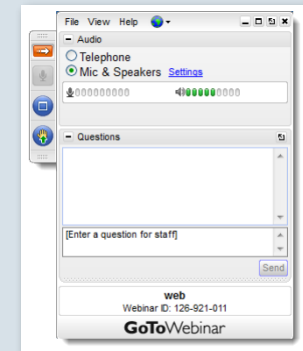 File View Help
Audio
Telephone
Mic & Speakers Settings
Questions
[Enter a question for staff]
Send
web
Webinar ID: 126-921-011
GoToWebinar